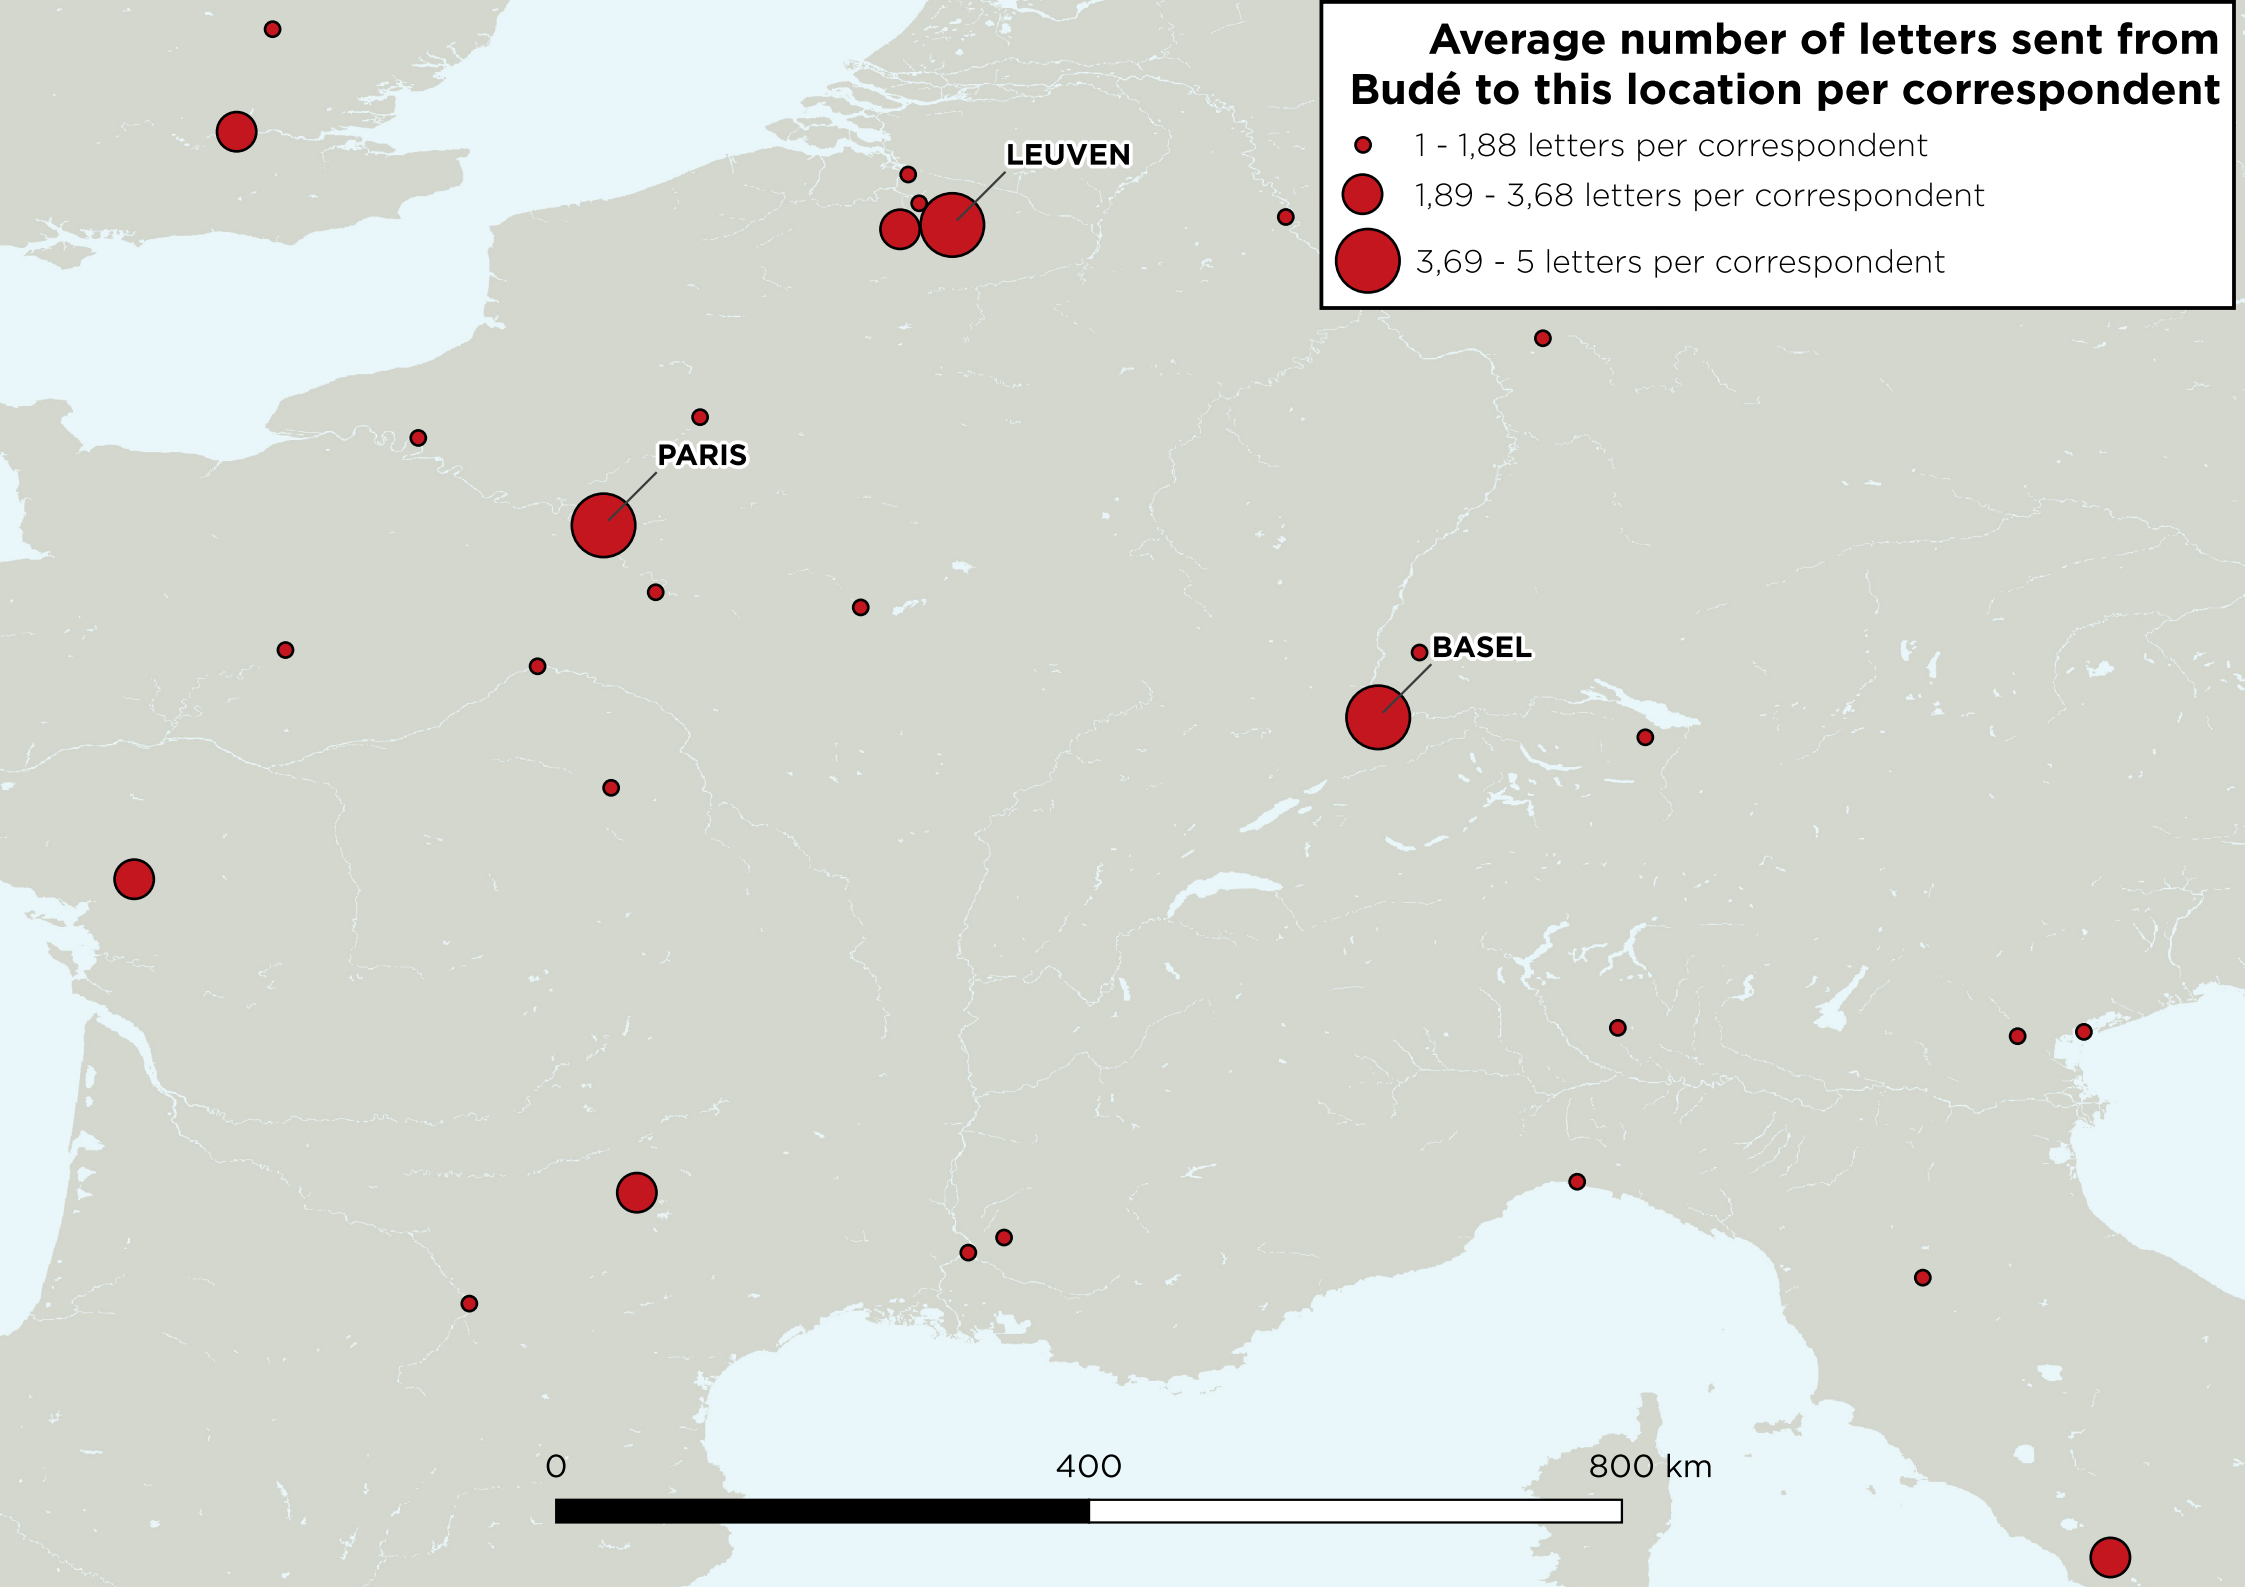 Average number of letters sent from
Budé to this location per correspondent
1 - 1,88 letters per correspondent
1,89 - 3,68 letters per correspondent
3,69 - 5 letters per correspondent
LEUVEN
PARIS
BASEL
0 400 800 km